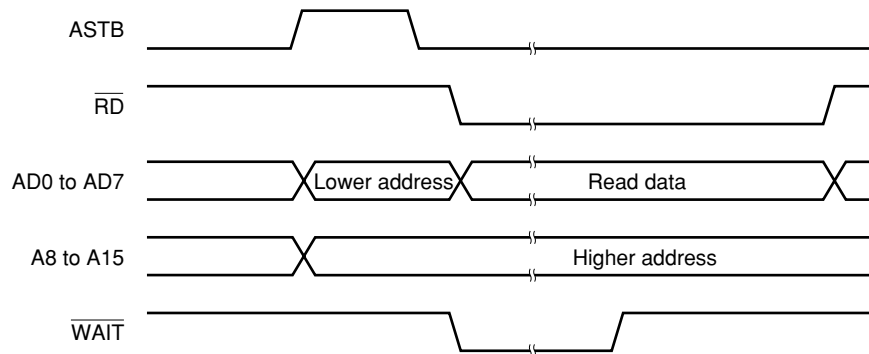 ASTB
RD
AD0 to AD7
Lower address
Read data
A8 to A15
Higher address
WAIT